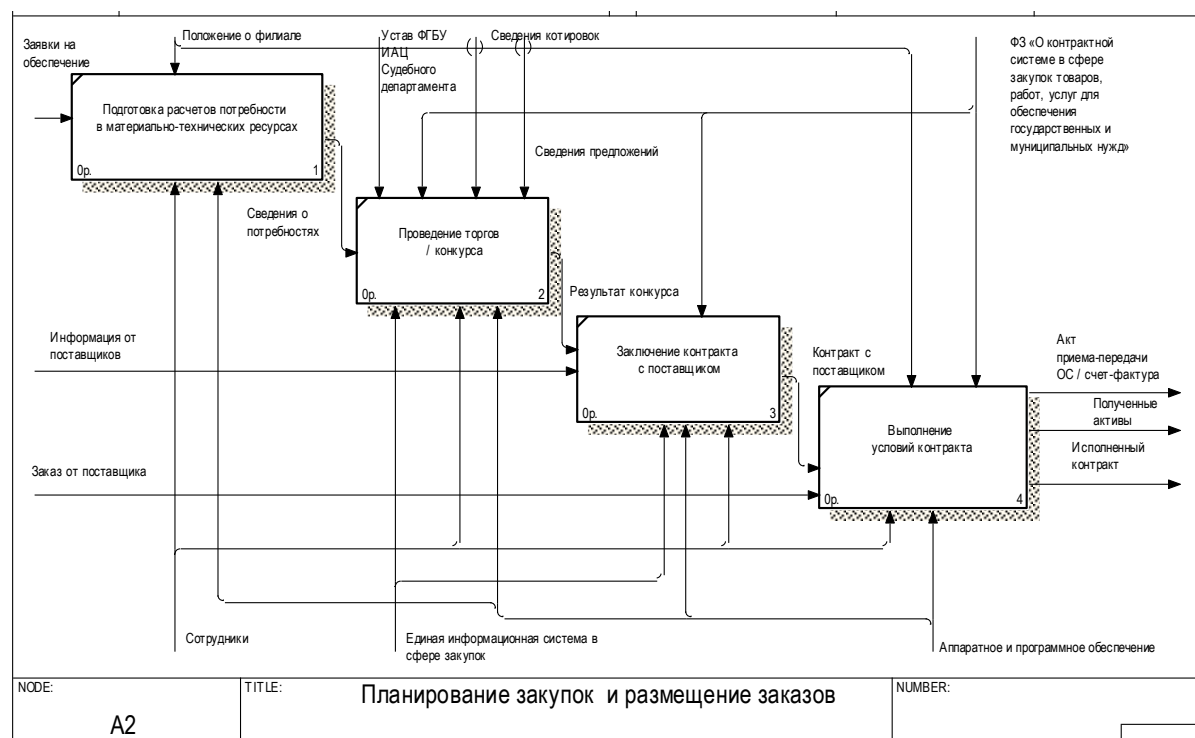 Заявки на
обеспечение
Положение о филиале
Устав ФГБУ
ИАЦ
Судебного
департамента
Сведения котировок
ФЗ «О контрактной
системе в сфере
закупок товаров,
работ, услуг для
обеспечения
государственных и
муниципальных нужд»
Подготовка расчетов потребности
в материально-технических ресурсах
0р.
1
Сведения предложений
Сведения о
потребностях
Проведение торгов
/ конкурса
0р.
2
Результат конкурса
Информация от
поставщиков
Заключение контракта
с поставщиком
0р.
3
Контракт с
поставщиком
Акт
приема-передачи
ОС / счет-фактура
Полученные
активы
Исполненный
контракт
Выполнение
условий контракта
0р.
4
Заказ от поставщика
Сотрудники
Единая информационная система в
сфере закупок
Аппаратное и программное обеспечение
NODE:
A2
TITLE:
Планирование закупок и размещение заказов
NUMBER: